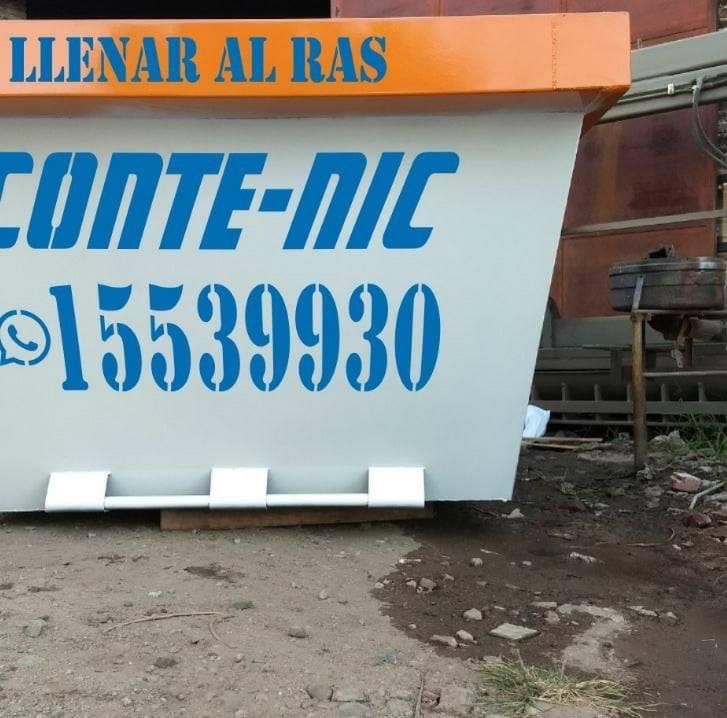 LLENAR AL RAS
CONTE-NIC
15539930